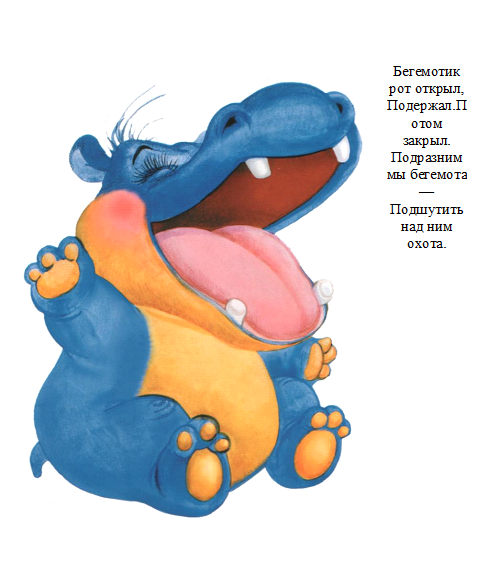 Бегемотик
рот открыл,
Подержал.П
отом
закрыл.
Подразним
мы бегемота
—
Подшутить
над ним
охота.